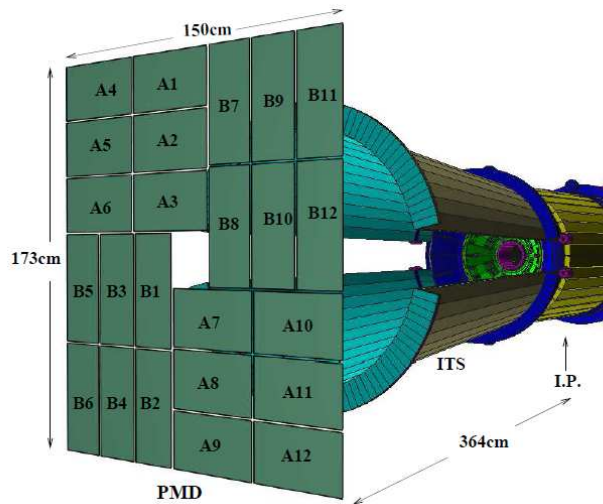 150cm
A4 A1 B7 B9 B11
A5 A2
A6 A3 B8 B10 B12
173cm
B5 B3 B1
A7 A10
ITS
I.P.
B6 B4 B2 A8 A11
A9 A12
364cm
PMD